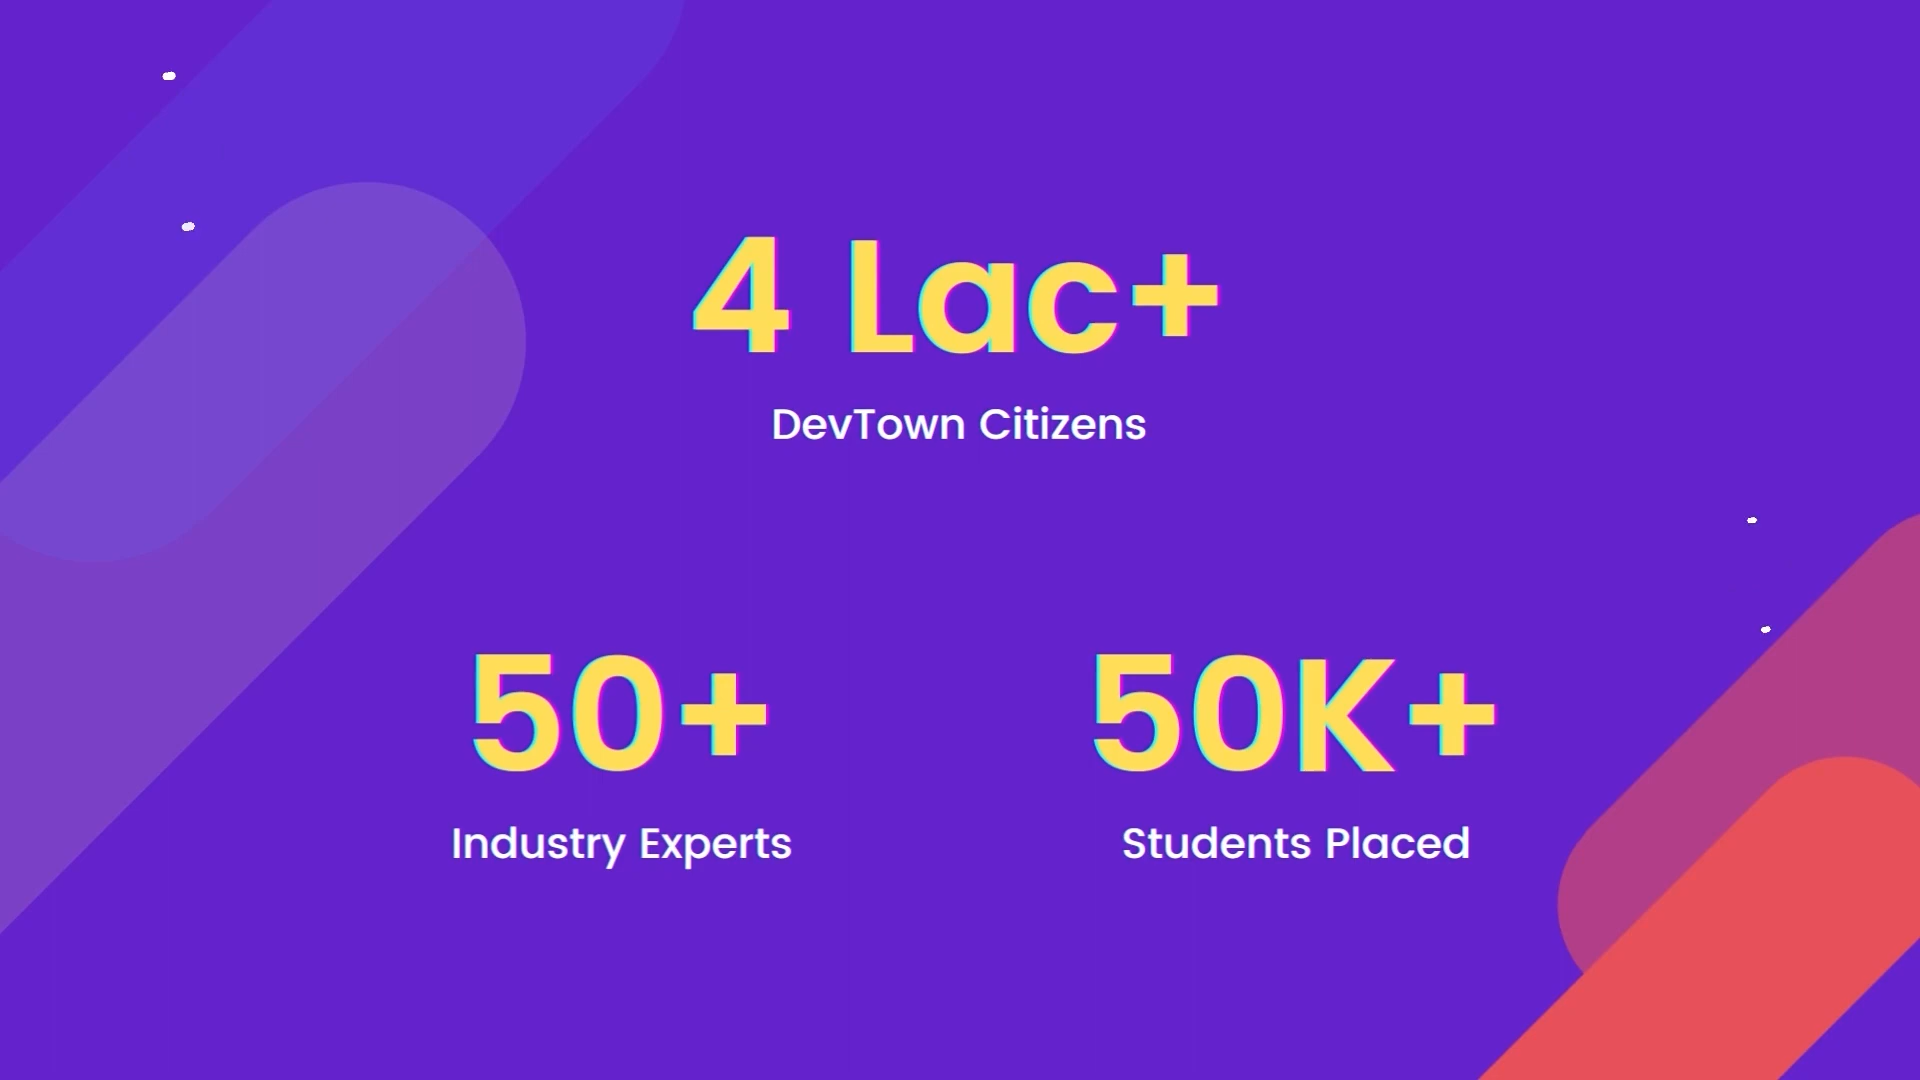 4 Lac+
DevTown Citizens
50+
Industry Experts
50K+
Students Placed